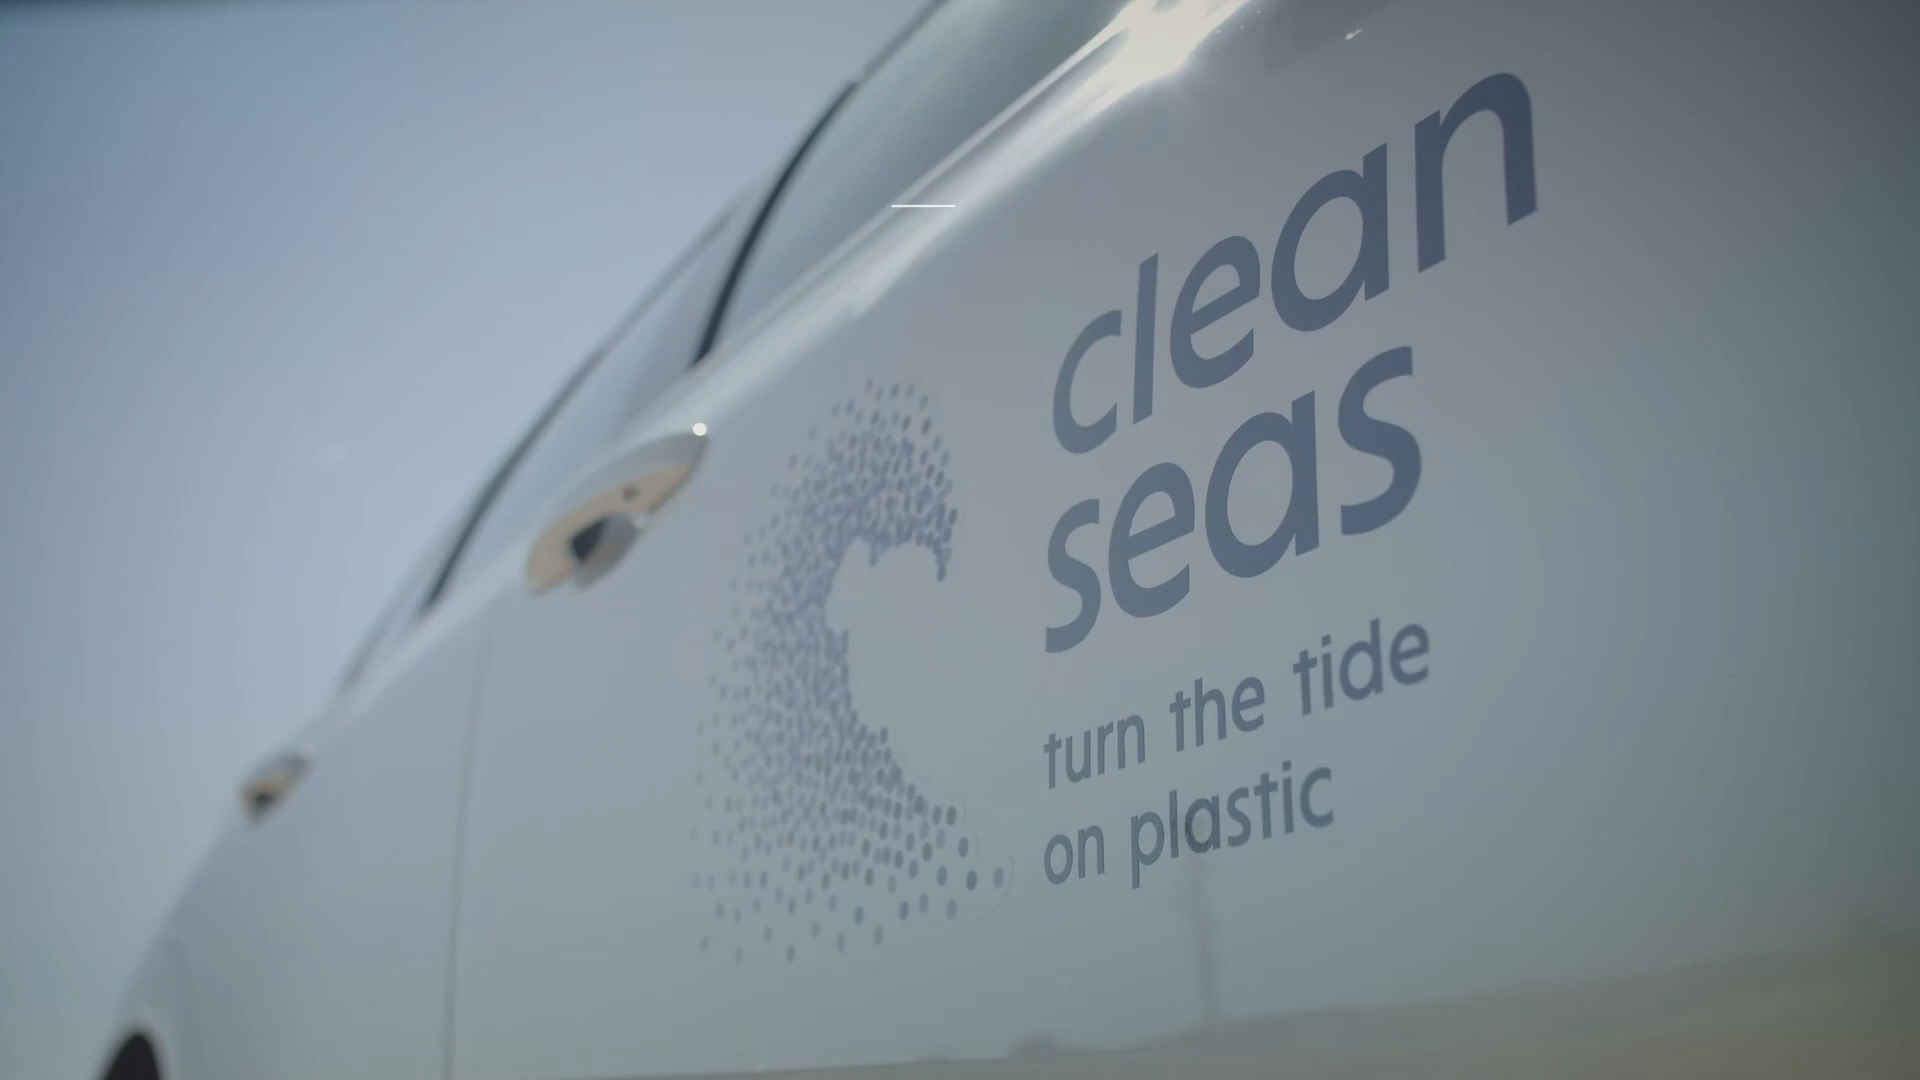 clean
seas
turn the tide
on plastic